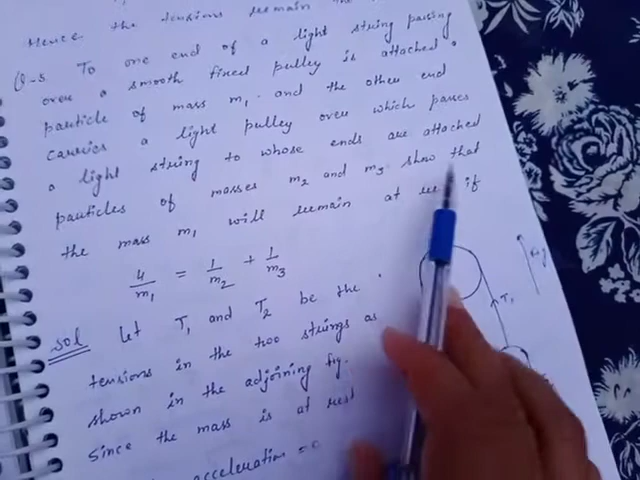 Hence the tensions remain the
Q-5 To one end of a light string passing
over a smooth fixed pulley is attached a
particle of mass m₁. and the other end
carries a light pulley over which passes
a light string to whose ends are attached
particles of masses m₂ and m₃. show that
the mass m₁ will remain at if
4/m₁ = 1/m₂ + 1/m₃
sol Let T₁ and T₂ be the
tensions in the two strings as
shown in the adjoining fig.
Since the mass is at rest
acceleration = 0
T₁